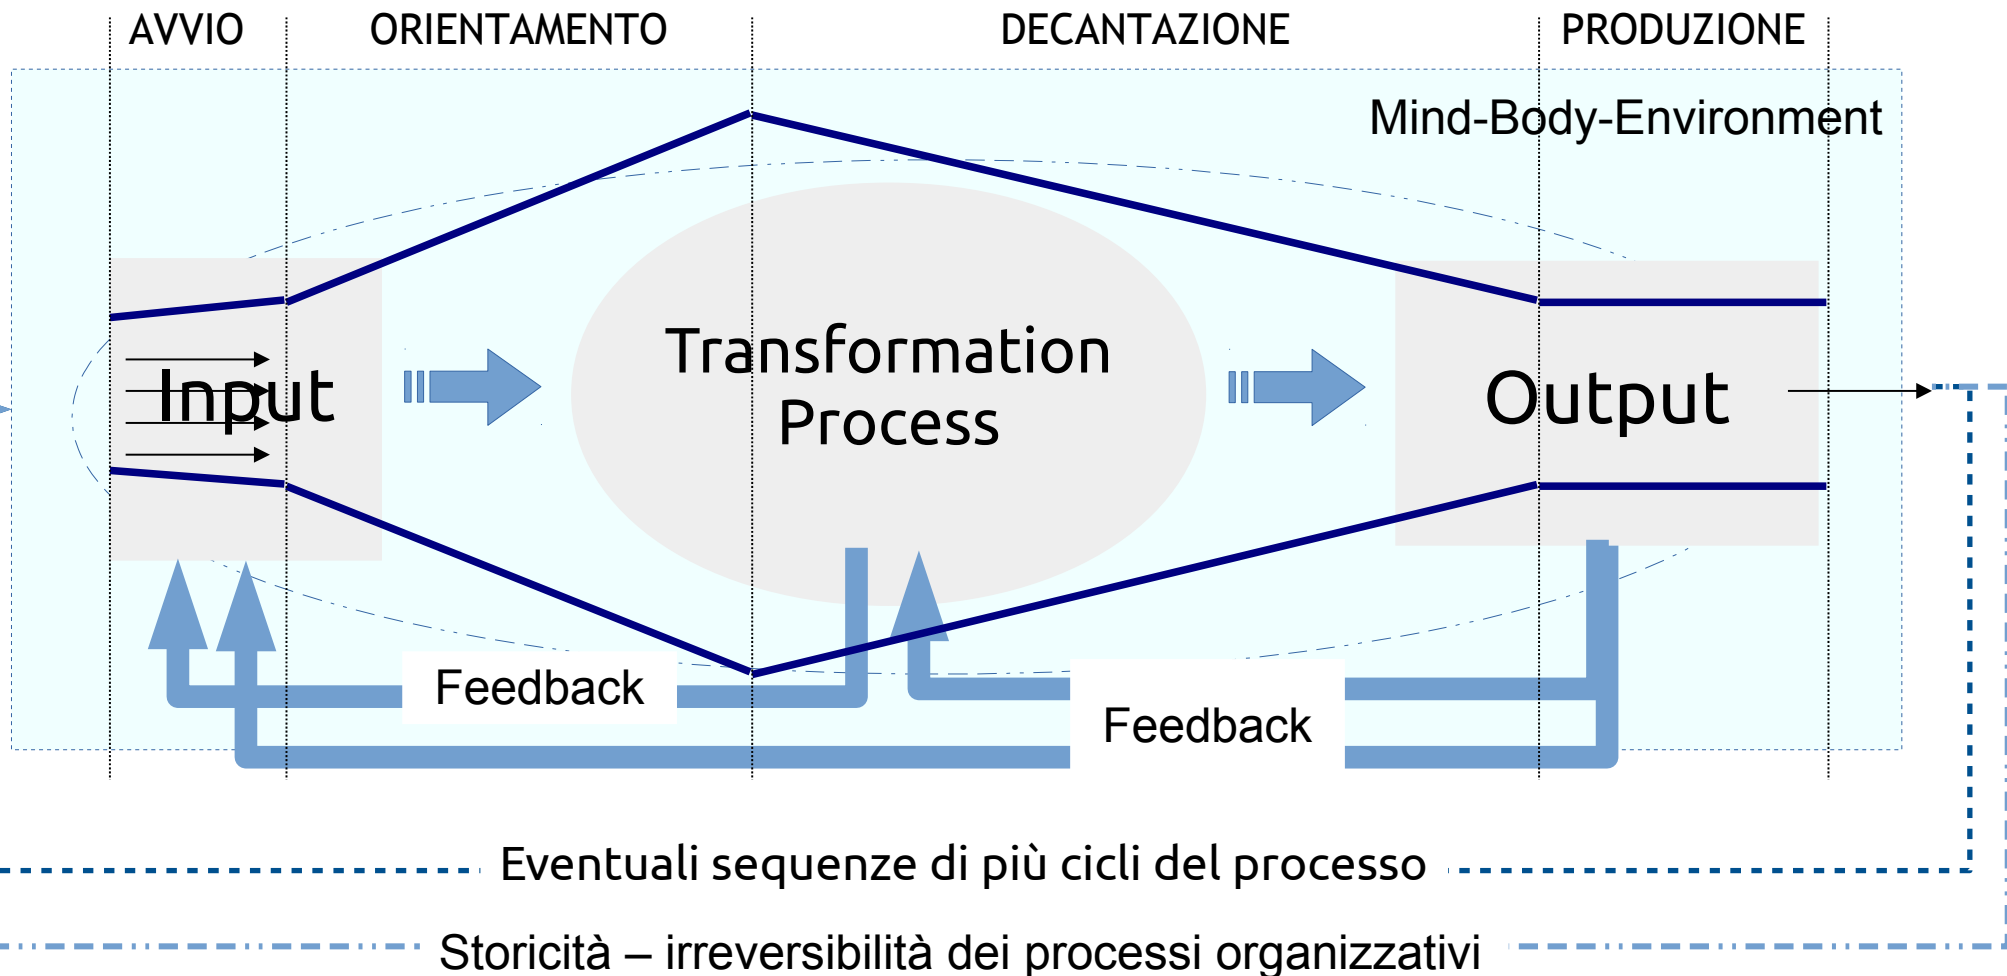 AVVIO
ORIENTAMENTO
DECANTAZIONE
PRODUZIONE
Mind-Body-Environment
Input
Transformation
Process
Output
Feedback
Feedback
Eventuali sequenze di più cicli del processo
Storicità – irreversibilità dei processi organizzativi